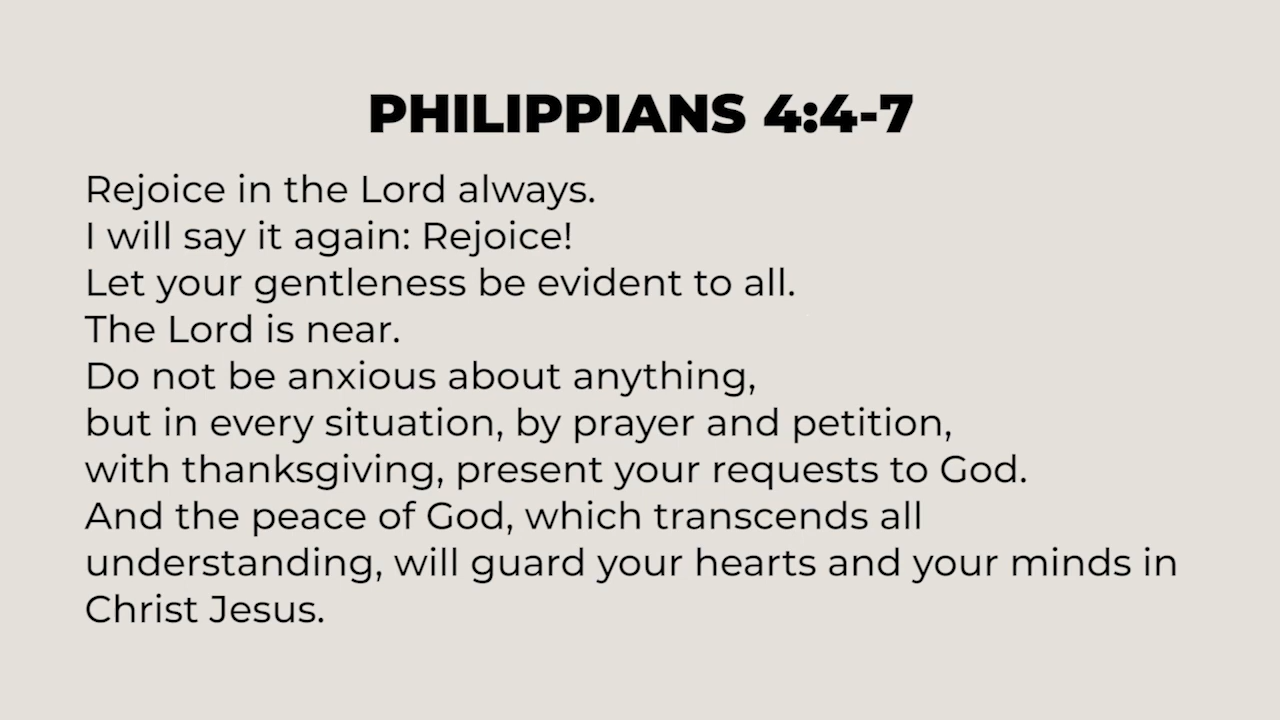 PHILIPPIANS 4:4-7
Rejoice in the Lord always.
I will say it again: Rejoice!
Let your gentleness be evident to all.
The Lord is near.
Do not be anxious about anything,
but in every situation, by prayer and petition,
with thanksgiving, present your requests to God.
And the peace of God, which transcends all
understanding, will guard your hearts and your minds in
Christ Jesus.